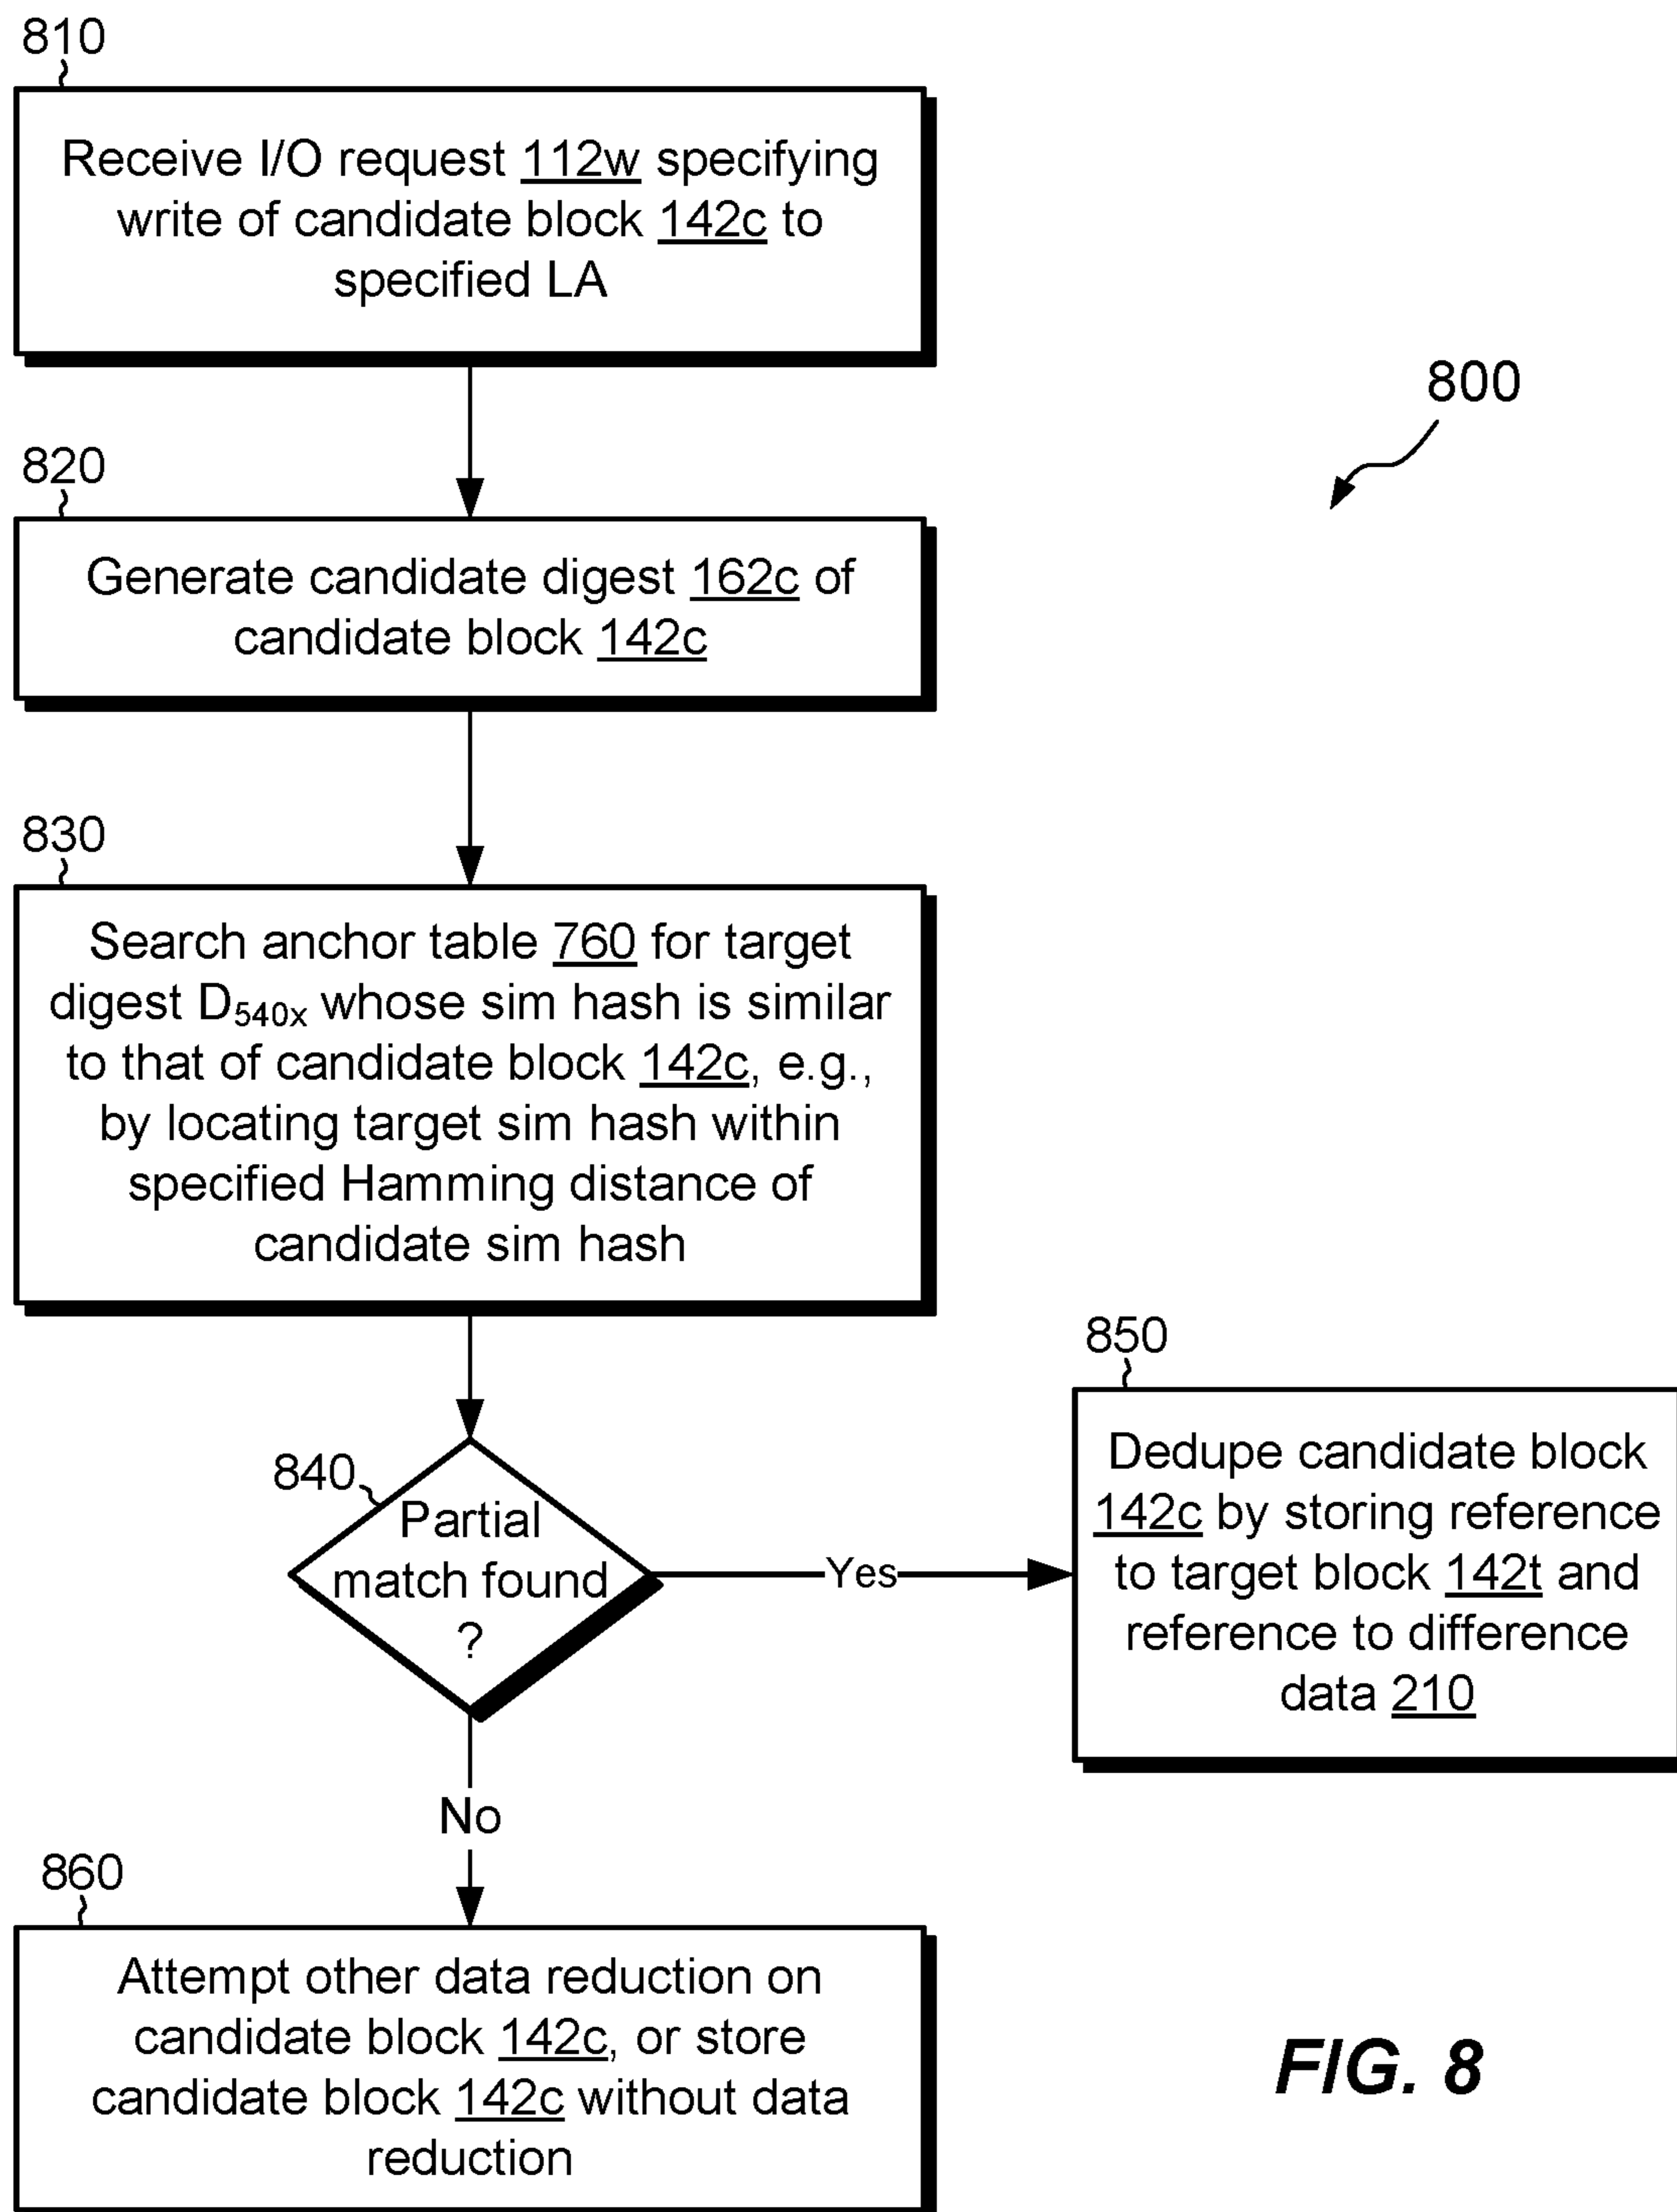 810
Receive I/O request 112w specifying
write of candidate block 142c to
specified LA
800
820
Generate candidate digest 162c of
candidate block 142c
830
Search anchor table 760 for target
digest D540x whose sim hash is similar
to that of candidate block 142c, e.g.,
by locating target sim hash within
specified Hamming distance of
candidate sim hash
840
Partial
match found
?
Yes
850
Dedupe candidate block
142c by storing reference
to target block 142t and
reference to difference
data 210
No
860
Attempt other data reduction on
candidate block 142c, or store
candidate block 142c without data
reduction
FIG. 8